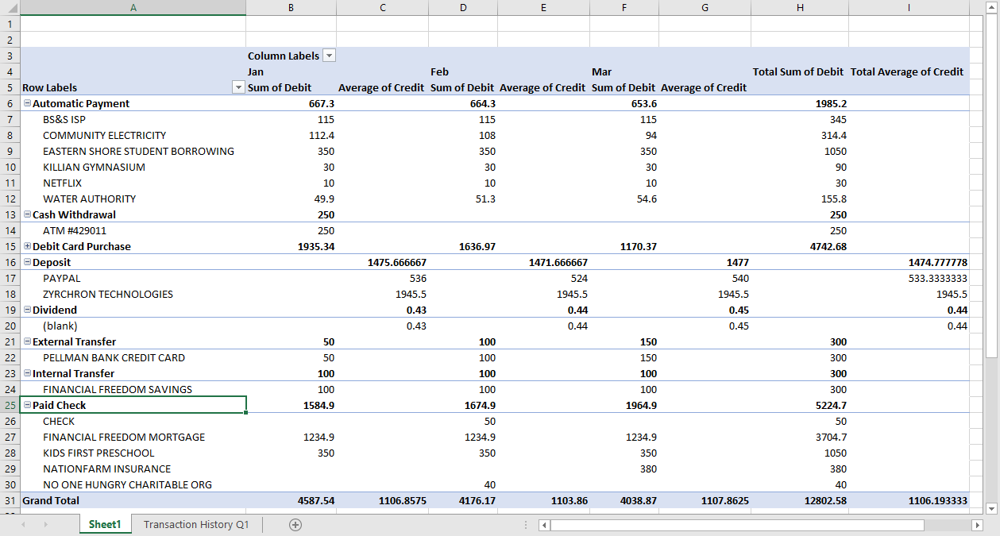 A B C D E F G H I
1
2
3 Column Labels
4 Jan Feb Mar Total Sum of Debit Total Average of Credit
5 Row Labels Sum of Debit Average of Credit Sum of Debit Average of Credit Sum of Debit Average of Credit
6 Automatic Payment 667.3 664.3 653.6 1985.2
7 BS&S ISP 115 115 115 345
8 COMMUNITY ELECTRICITY 112.4 108 94 314.4
9 EASTERN SHORE STUDENT BORROWING 350 350 350 1050
10 KILLIAN GYMNASIUM 30 30 30 90
11 NETFLIX 10 10 10 30
12 WATER AUTHORITY 49.9 51.3 54.6 155.8
13 Cash Withdrawal 250 250
14 ATM #429011 250 250
15 Debit Card Purchase 1935.34 1636.97 1170.37 4742.68
16 Deposit 1475.666667 1471.666667 1477 1474.777778
17 PAYPAL 536 524 540 533.3333333
18 ZYRCHRON TECHNOLOGIES 1945.5 1945.5 1945.5 1945.5
19 Dividend 0.43 0.44 0.45 0.44
20 (blank) 0.43 0.44 0.45 0.44
21 External Transfer 50 100 150 300
22 PELLMAN BANK CREDIT CARD 50 100 150 300
23 Internal Transfer 100 100 100 300
24 FINANCIAL FREEDOM SAVINGS 100 100 100 300
25 Paid Check 1584.9 1674.9 1964.9 5224.7
26 CHECK 50 50
27 FINANCIAL FREEDOM MORTGAGE 1234.9 1234.9 1234.9 3704.7
28 KIDS FIRST PRESCHOOL 350 350 350 1050
29 NATIONFARM INSURANCE 380 380
30 NO ONE HUNGRY CHARITABLE ORG 40 40
31 Grand Total 4587.54 1106.8575 4176.17 1103.86 4038.87 1107.8625 12802.58 1106.193333
Sheet1 Transaction History Q1